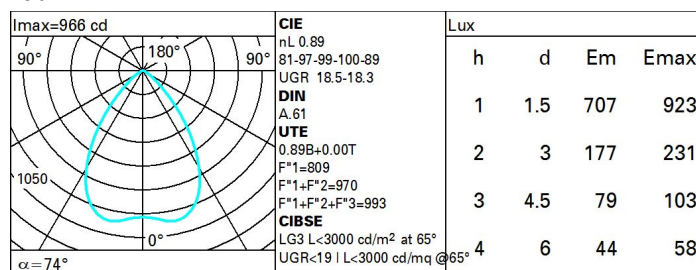 Imax=966 cd
90°
180°
90°
1050
0°
α=74°
CIE
nL 0.89
81-97-99-100-89
UGR 18.5-18.3
DIN
A.61
UTE
0.89B+0.00T
F"1=809
F"1+F"2=970
F"1+F"2+F"3=993
CIBSE
LG3 L<3000 cd/m² at 65°
UGR<19 | L<3000 cd/mq @65°
Lux
h d Em Emax
1 1.5 707 923
2 3 177 231
3 4.5 79 103
4 6 44 58